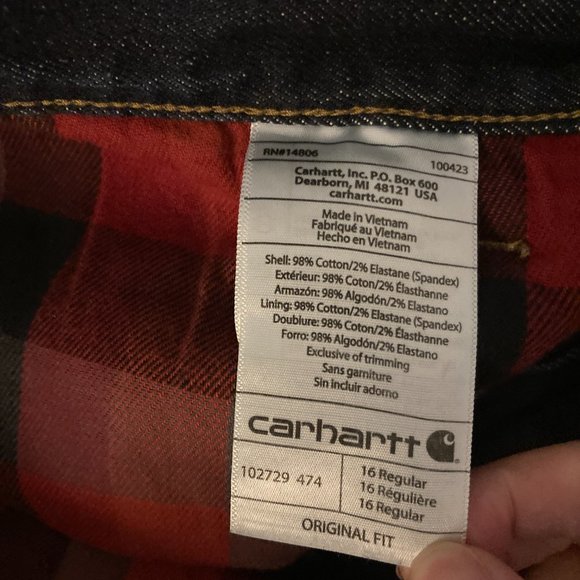 RN#14806
100423
Carhartt, Inc. P.O. Box 600
Dearborn, MI 48121 USA
carhartt.com
Made in Vietnam
Fabriqué au Vietnam
Hecho en Vietnam
Shell: 98% Cotton/2% Elastane (Spandex)
Extérieur: 98% Coton/2% Élasthanne
Armazón: 98% Algodón/2% Elastano
Lining: 98% Cotton/2% Elastane (Spandex)
Doublure: 98% Coton/2% Élasthanne
Forro: 98% Algodón/2% Elastano
Exclusive of trimming
Sans garniture
Sin incluir adorno
carhartt
102729 474
16 Regular
16 Régulière
16 Regular
ORIGINAL FIT